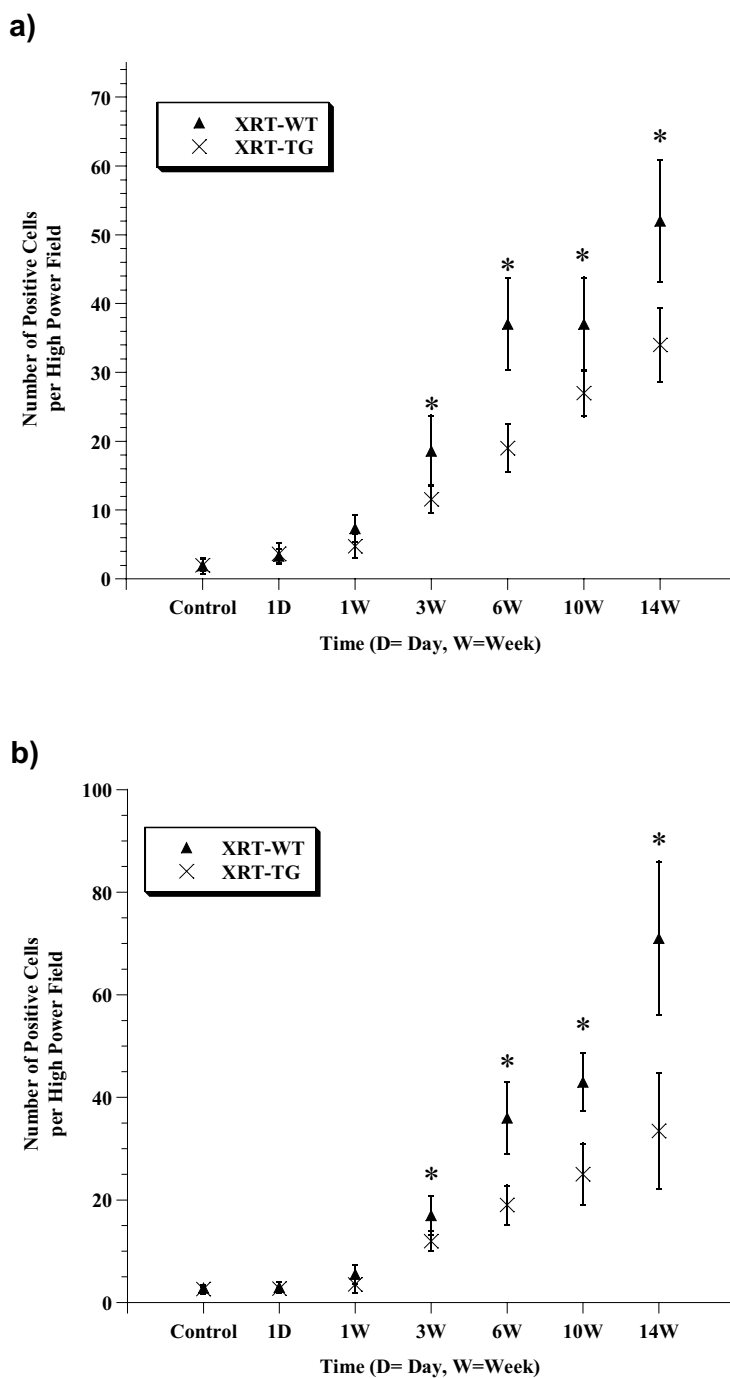 a)
70
60
50
40
30
20
10
0
Number of Positive Cells
per High Power Field
XRT-WT
XRT-TG
*
*
*
*
Control 1D 1W 3W 6W 10W 14W
Time (D= Day, W=Week)
b)
100
80
60
40
20
0
Number of Positive Cells
per High Power Field
XRT-WT
XRT-TG
*
*
*
*
Control 1D 1W 3W 6W 10W 14W
Time (D= Day, W=Week)